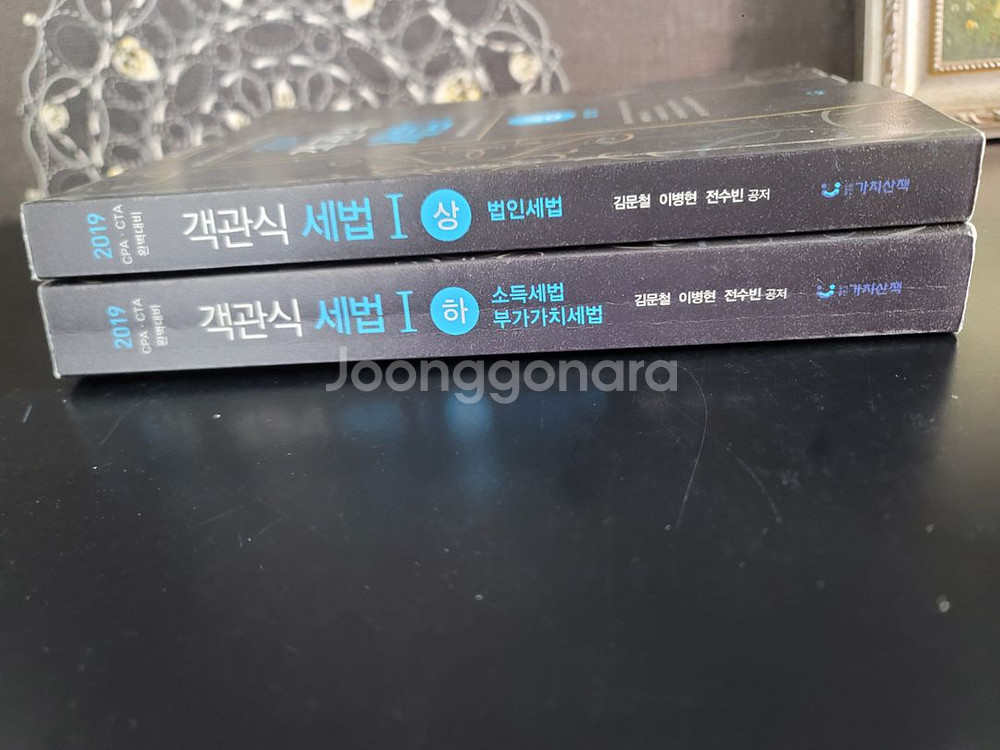 2019
CPA · CTA
완벽대비
객관식 세법 I 상 법인세법
김문철 이병현 전수빈 공저
가치산책
2019
CPA · CTA
완벽대비
객관식 세법 I 하 소득세법
부가가치세법
김문철 이병현 전수빈 공저
가치산책
Joonggonara